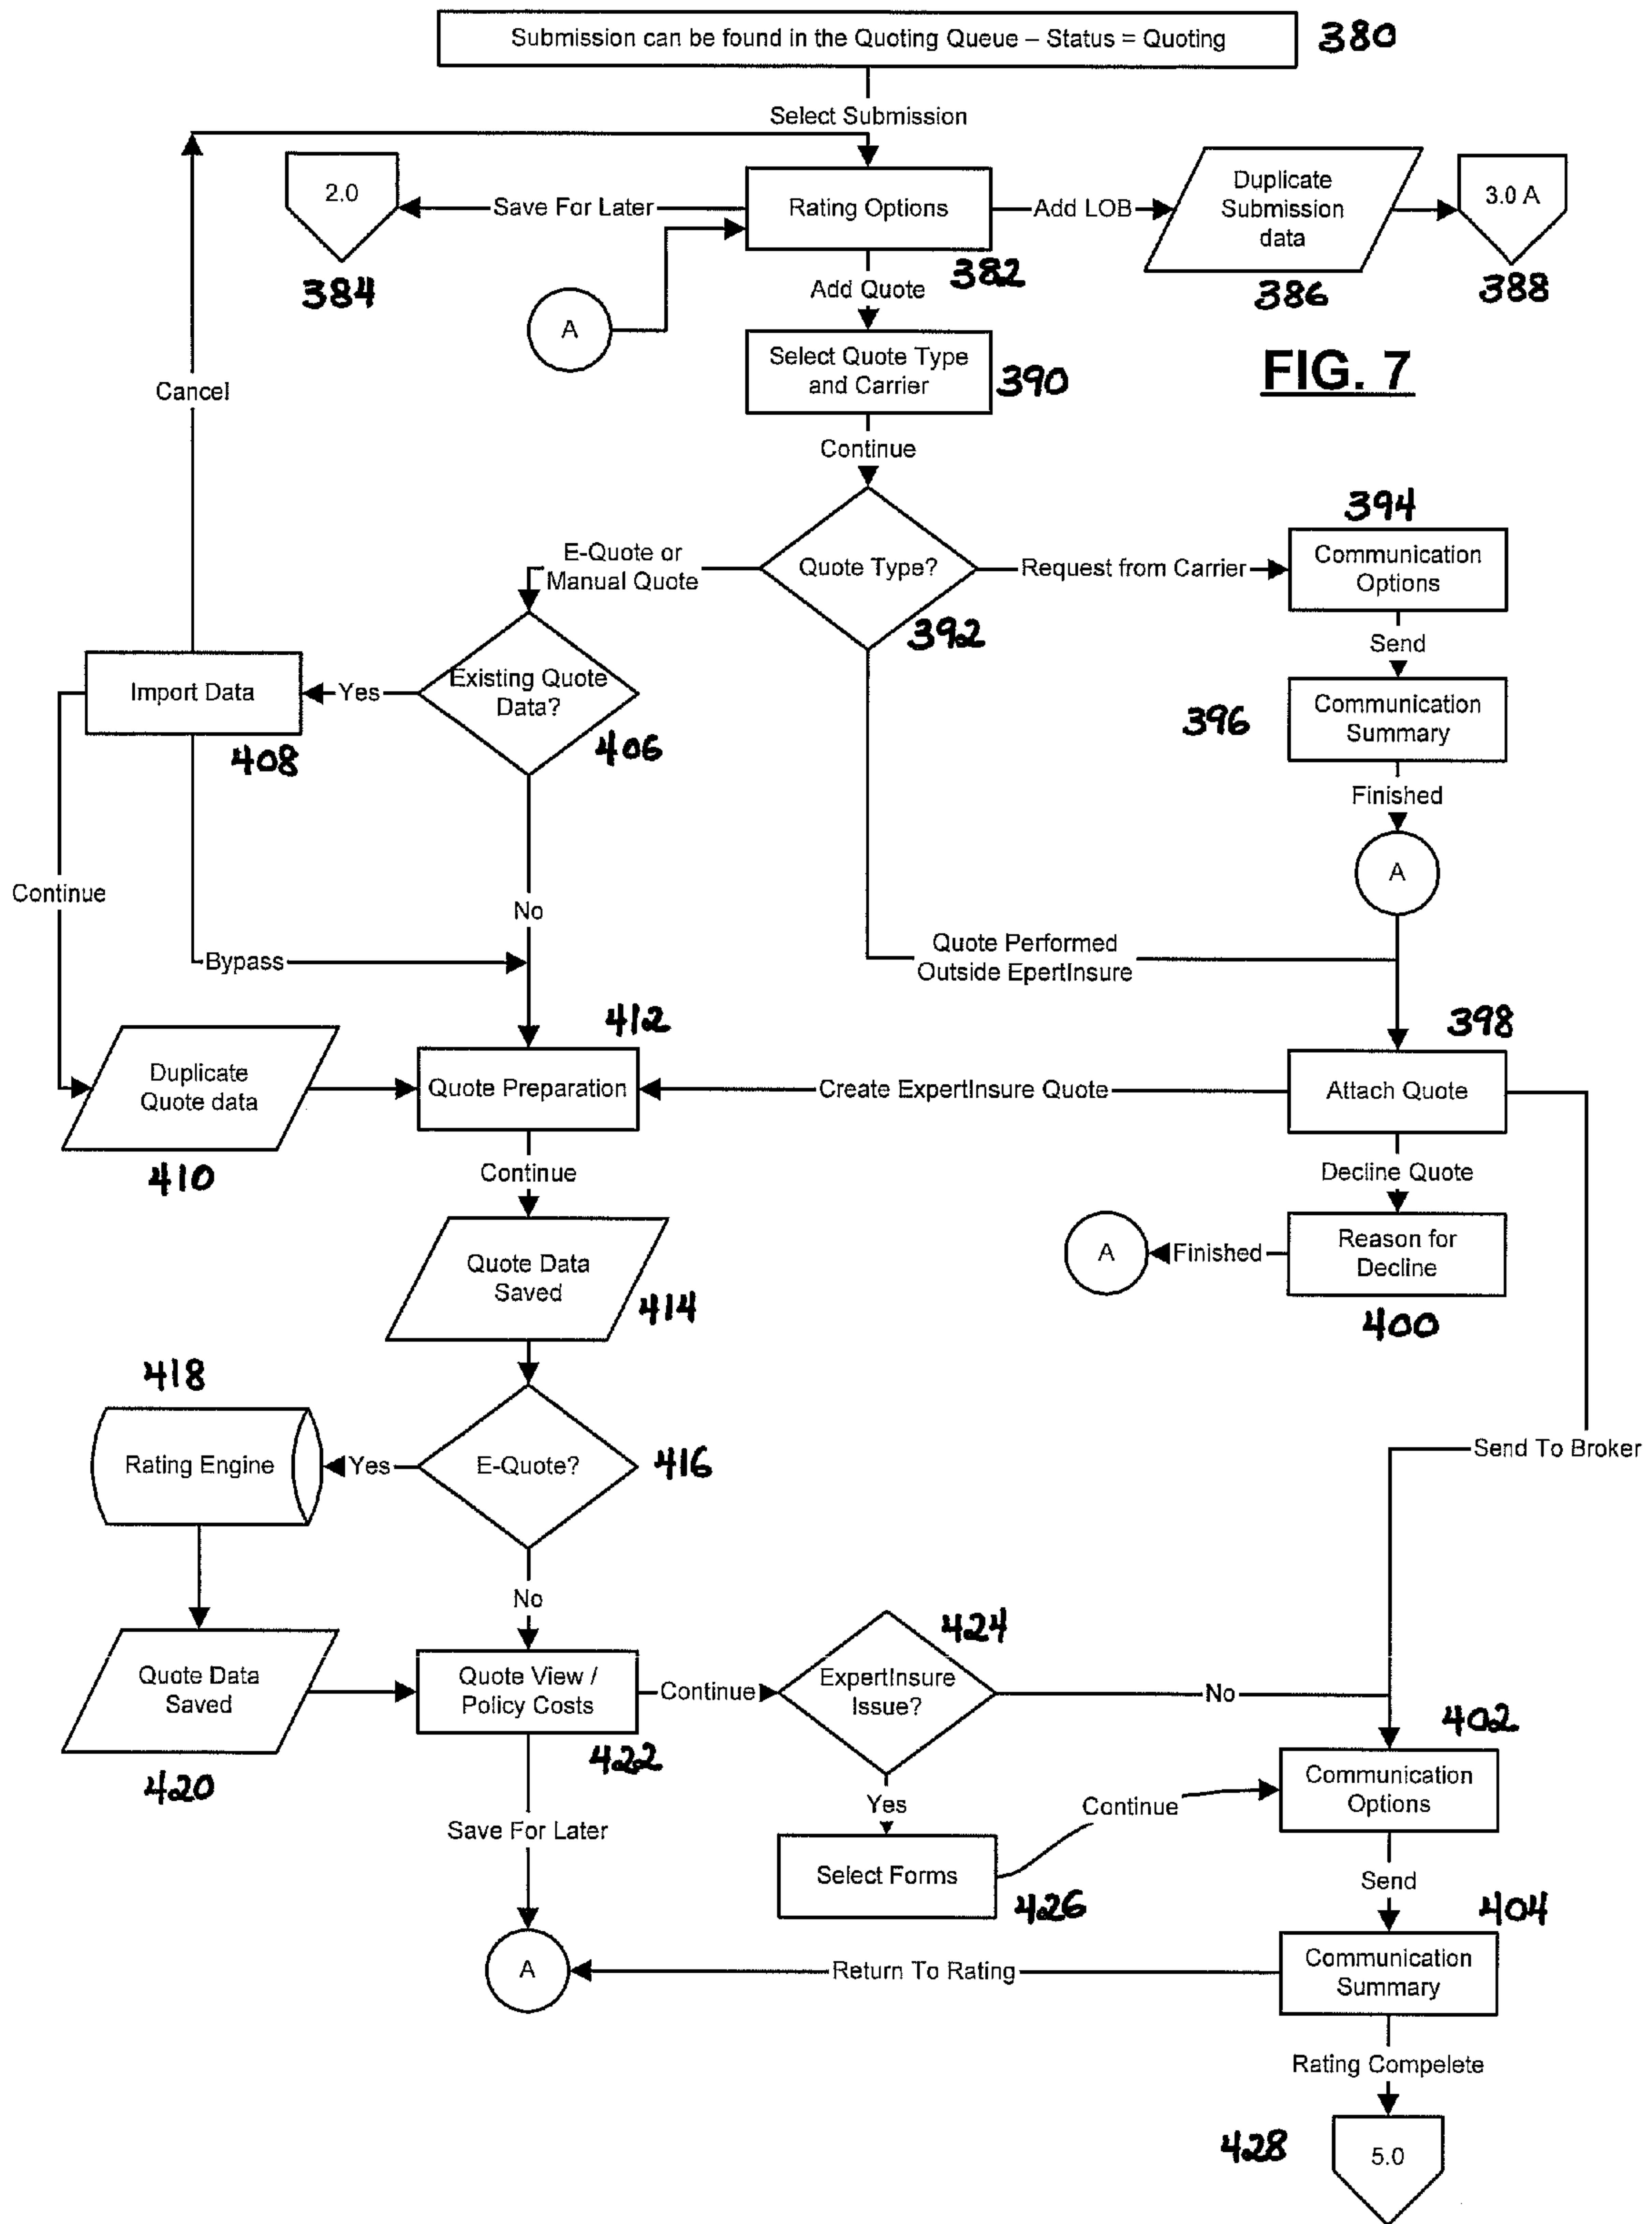 Submission can be found in the Quoting Queue – Status = Quoting
380
Select Submission
2.0
Save For Later
Rating Options
Add LOB
Duplicate
Submission
data
3.0 A
384
382
386
388
A
Add Quote
Select Quote Type
and Carrier
390
FIG. 7
Cancel
Continue
394
E-Quote or
Manual Quote
Quote Type?
Request from Carrier
Communication
Options
392
Send
Import Data
Yes
Existing Quote
Data?
396
Communication
Summary
408
406
Finished
A
Continue
No
Bypass
Quote Performed
Outside EpertInsure
412
398
Duplicate
Quote data
Quote Preparation
Create ExpertInsure Quote
Attach Quote
410
Continue
Decline Quote
Quote Data
Saved
414
A
Finished
Reason for
Decline
400
418
Rating Engine
Yes
E-Quote?
416
Send To Broker
No
424
Quote Data
Saved
Quote View /
Policy Costs
Continue
ExpertInsure
Issue?
No
402
420
422
Communication
Options
Yes
Continue
Save For Later
Select Forms
426
Send
404
A
Return To Rating
Communication
Summary
Rating Compelete
428
5.0